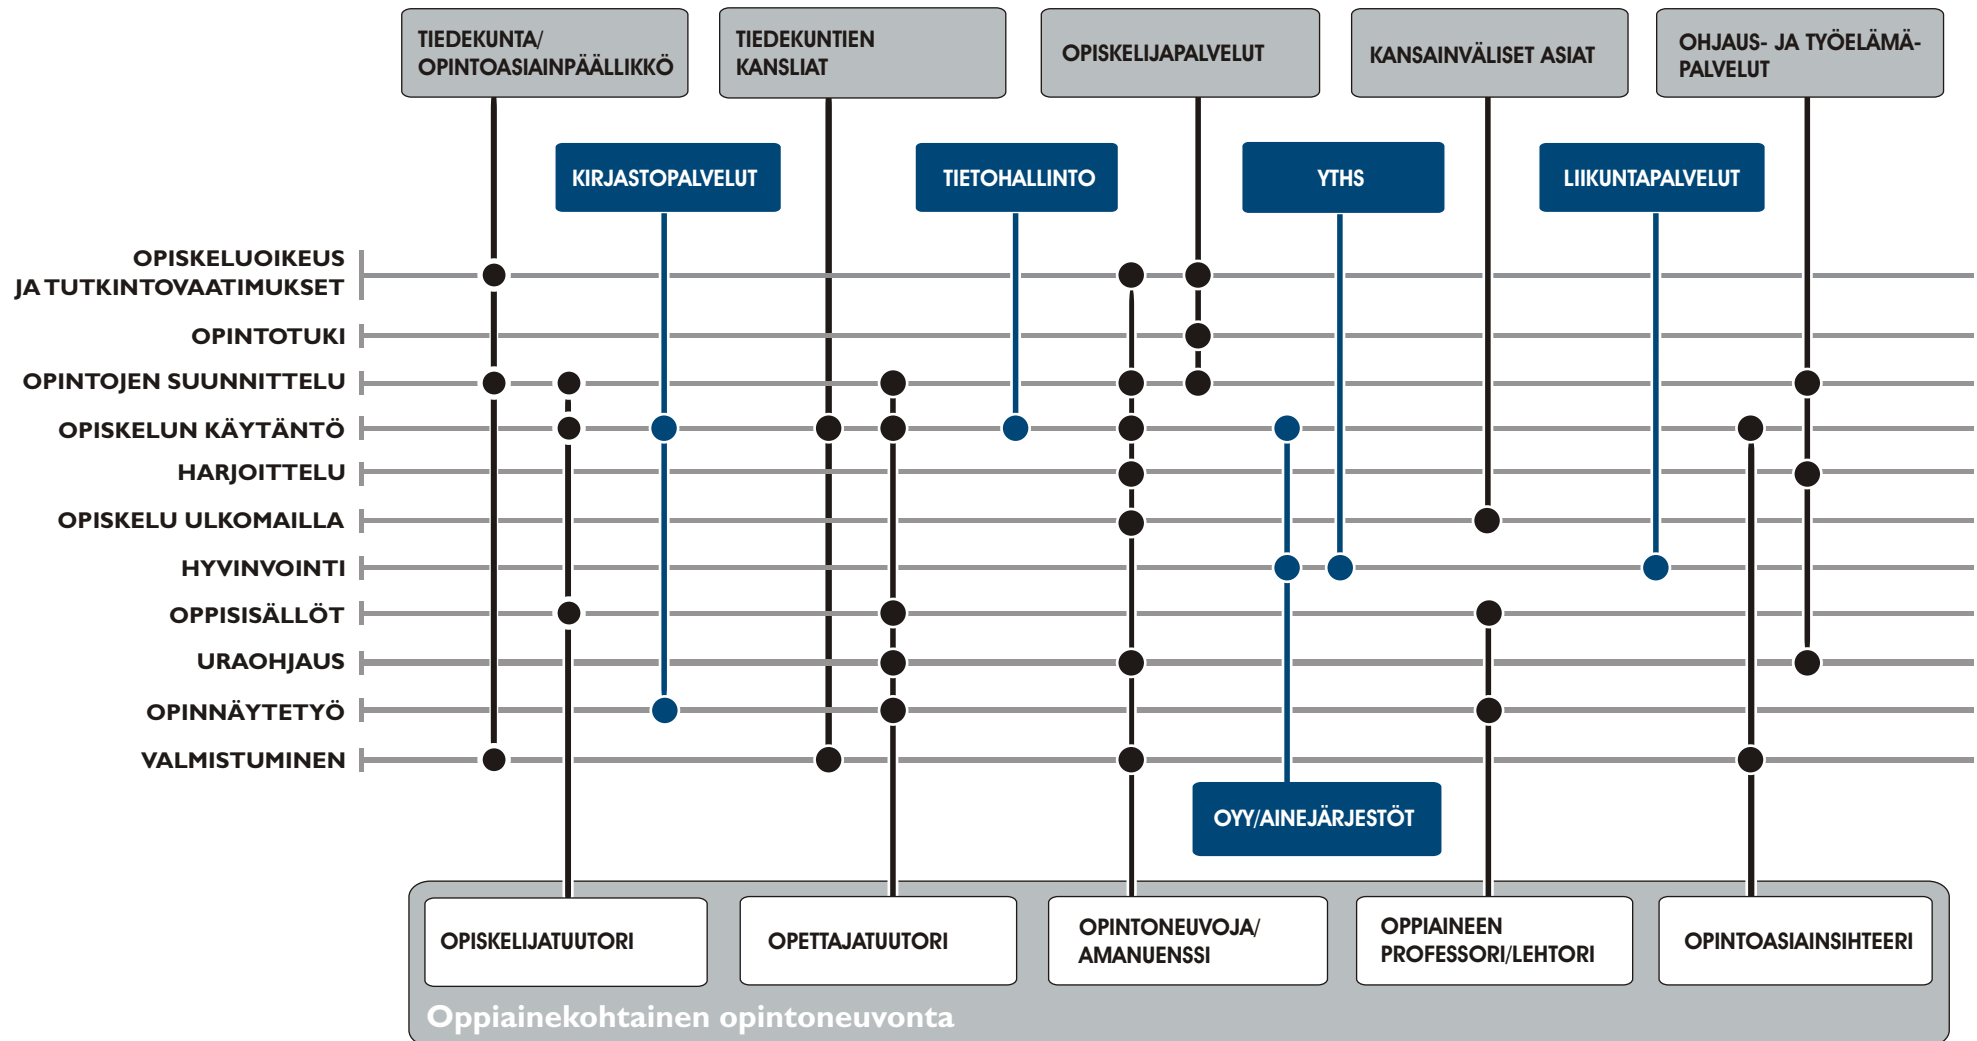 TIEDEKUNTA/
OPINTOASIAINPÄÄLLIKKÖ
TIEDEKUNTIEN
KANSLIAT
OPISKELIJAPALVELUT
KANSAINVÄLISET ASIAT
OHJAUS- JA TYÖELÄMÄ-
PALVELUT
KIRJASTOPALVELUT
TIETOHALLINTO
YTHS
LIIKUNTAPALVELUT
OPISKELUOIKEUS
JA TUTKINTOVAATIMUKSET
OPINTOTUKI
OPINTOJEN SUUNNITTELU
OPISKELUN KÄYTÄNTÖ
HARJOITTELU
OPISKELU ULKOMAILLA
HYVINVOINTI
OPPISISÄLLÖT
URAOHJAUS
OPINNÄYTETYÖ
VALMISTUMINEN
OYY/AINEJÄRJESTÖT
OPISKELIJATUUTORI
OPETTAJATUUTORI
OPINTONEUVOJA/
AMANUENSSI
OPPIAINEEN
PROFESSORI/LEHTORI
OPINTOASIAINSIHTEERI
Oppiainekohtainen opintoneuvonta